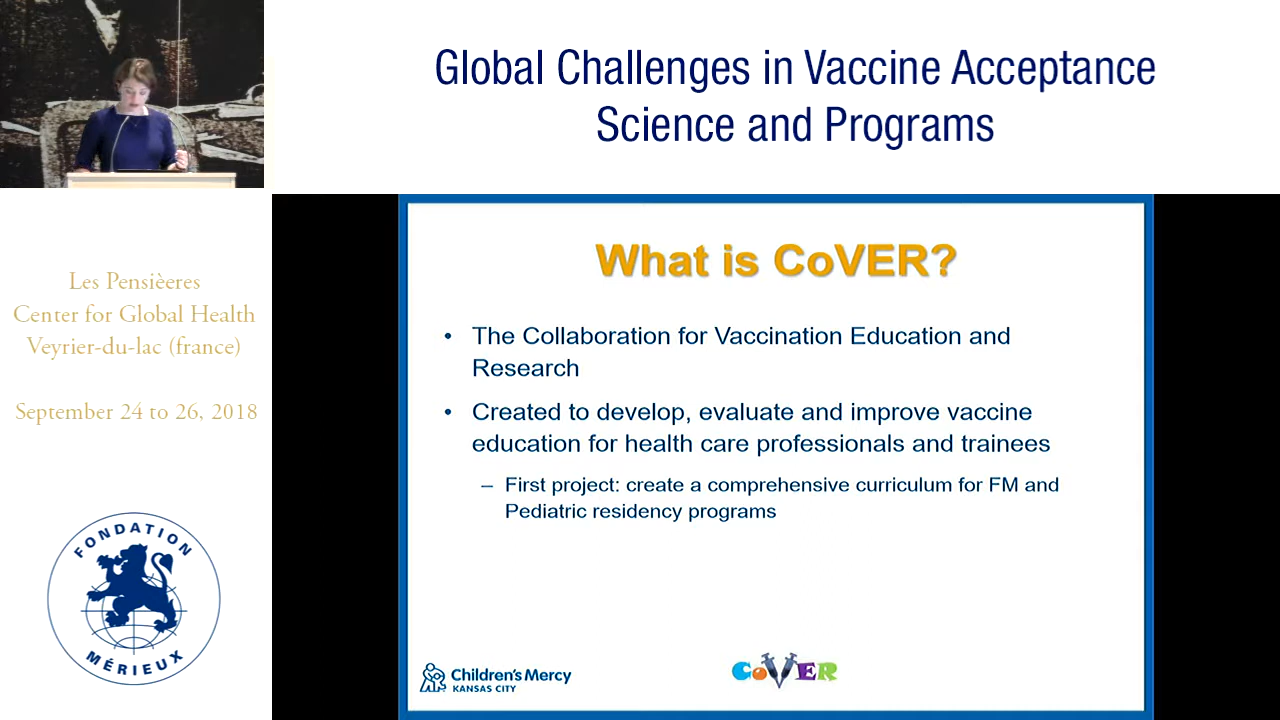 Global Challenges in Vaccine Acceptance
Science and Programs
Les Pensièeres
Center for Global Health
Veyrier-du-lac (france)
September 24 to 26, 2018
FONDATION
MÉRIEUX
What is CoVER?
• The Collaboration for Vaccination Education and
Research
• Created to develop, evaluate and improve vaccine
education for health care professionals and trainees
– First project: create a comprehensive curriculum for FM and
Pediatric residency programs
Children's Mercy
KANSAS CITY
CoVER